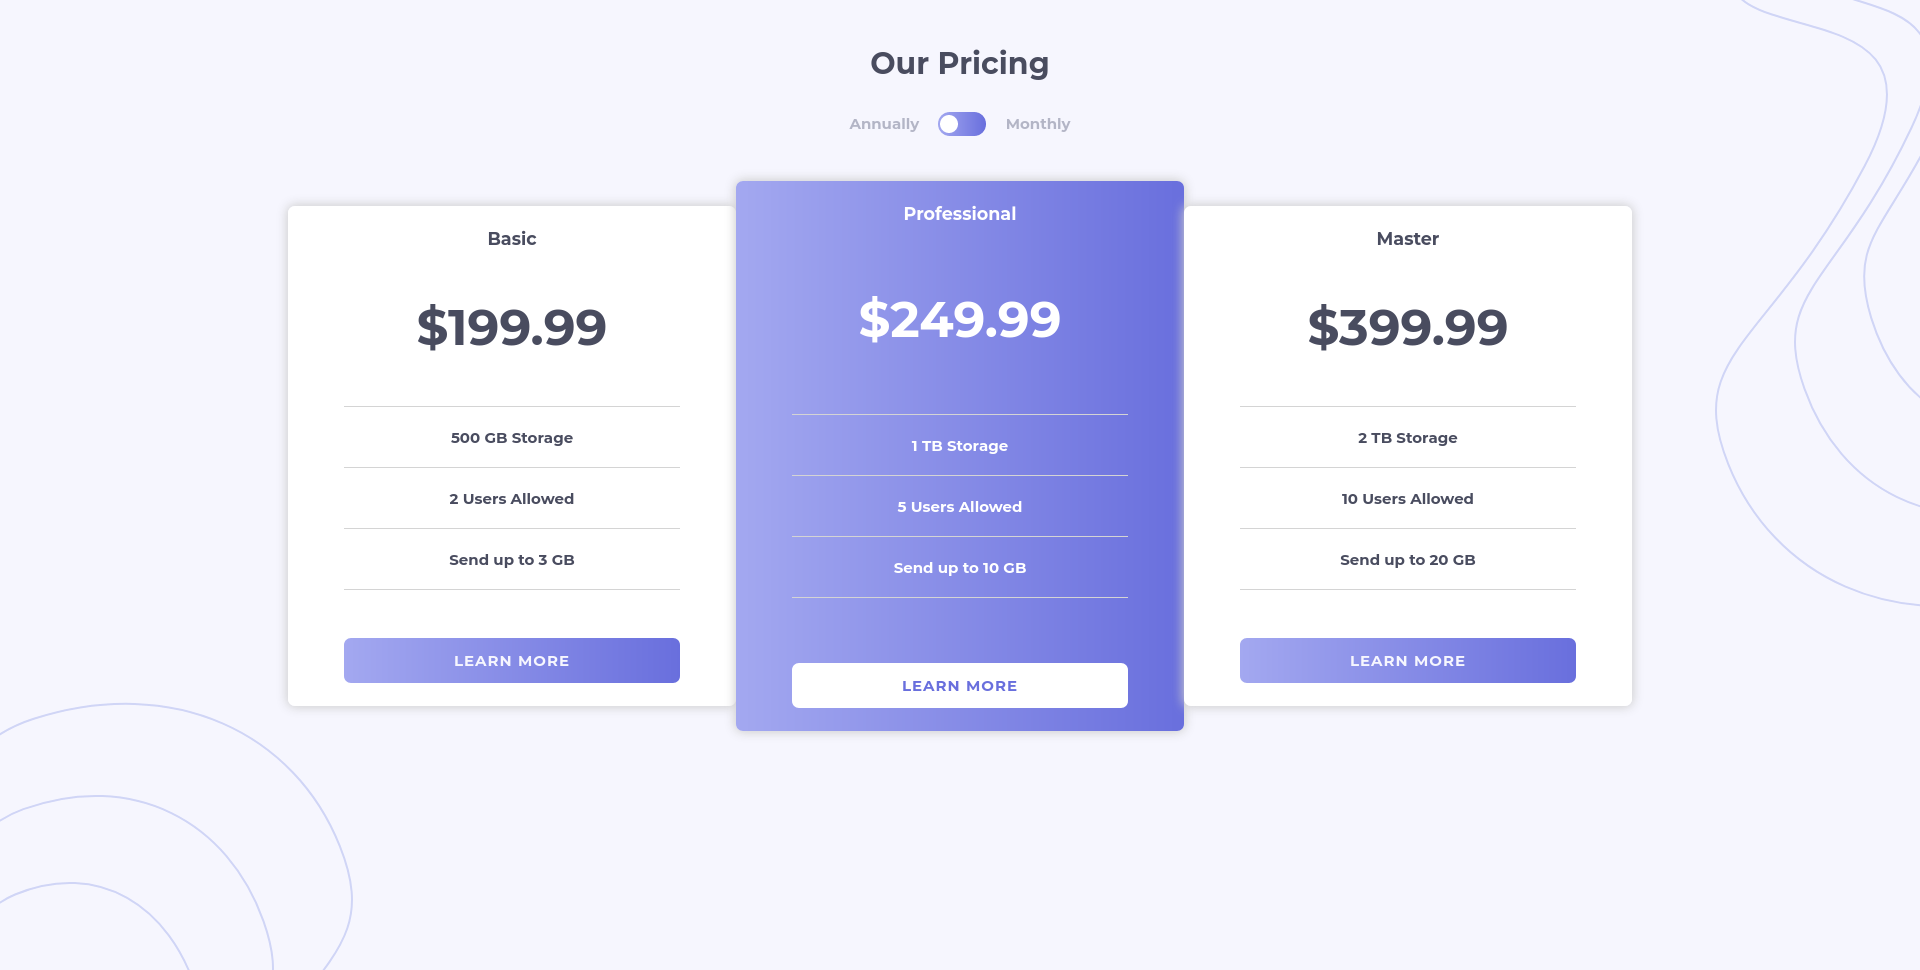 Our Pricing
Annually Monthly
Basic
$199.99
500 GB Storage
2 Users Allowed
Send up to 3 GB
LEARN MORE
Professional
$249.99
1 TB Storage
5 Users Allowed
Send up to 10 GB
LEARN MORE
Master
$399.99
2 TB Storage
10 Users Allowed
Send up to 20 GB
LEARN MORE